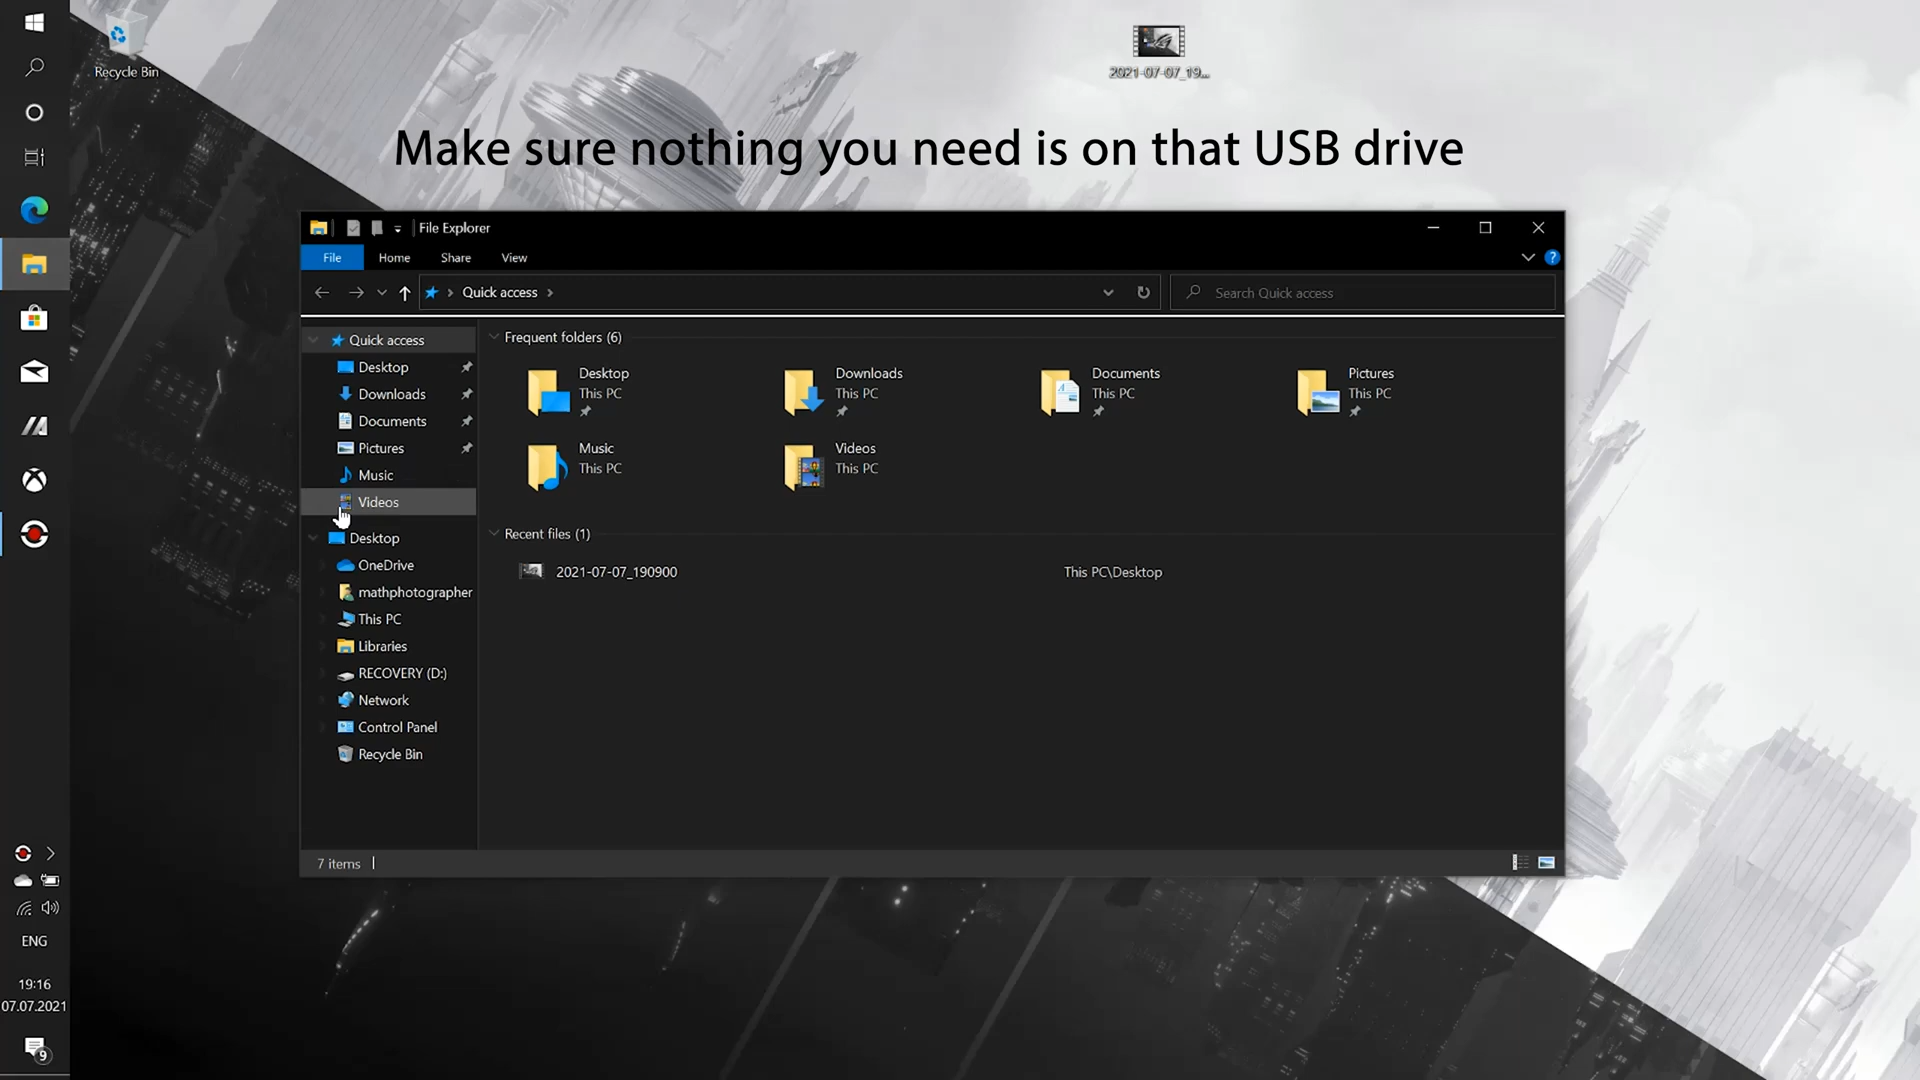 Recycle Bin
2021-07-07_19...
Make sure nothing you need is on that USB drive
File Explorer
File Home Share View
Quick access
Search Quick access
Quick access
Desktop
Downloads
Documents
Pictures
Music
Videos
Desktop
OneDrive
mathphotographer
This PC
Libraries
RECOVERY (D:)
Network
Control Panel
Recycle Bin
Frequent folders (6)
Desktop
This PC
Downloads
This PC
Documents
This PC
Pictures
This PC
Music
This PC
Videos
This PC
Recent files (1)
2021-07-07_190900 This PC\Desktop
7 items
ENG
19:16
07.07.2021
9